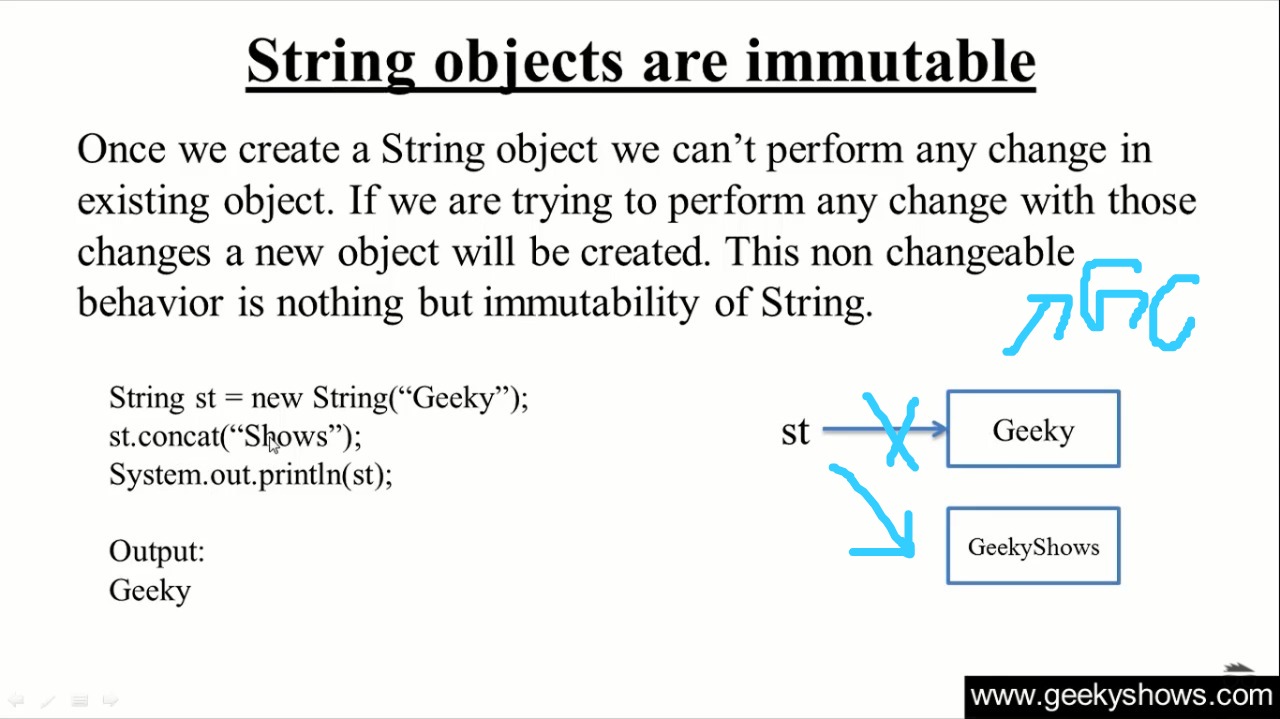 String objects are immutable
Once we create a String object we can’t perform any change in
existing object. If we are trying to perform any change with those
changes a new object will be created. This non changeable
behavior is nothing but immutability of String.
GC
String st = new String(“Geeky”);
st.concat(“Shows”);
System.out.println(st);
Output:
Geeky
st
Geeky
GeekyShows
www.geekyshows.com